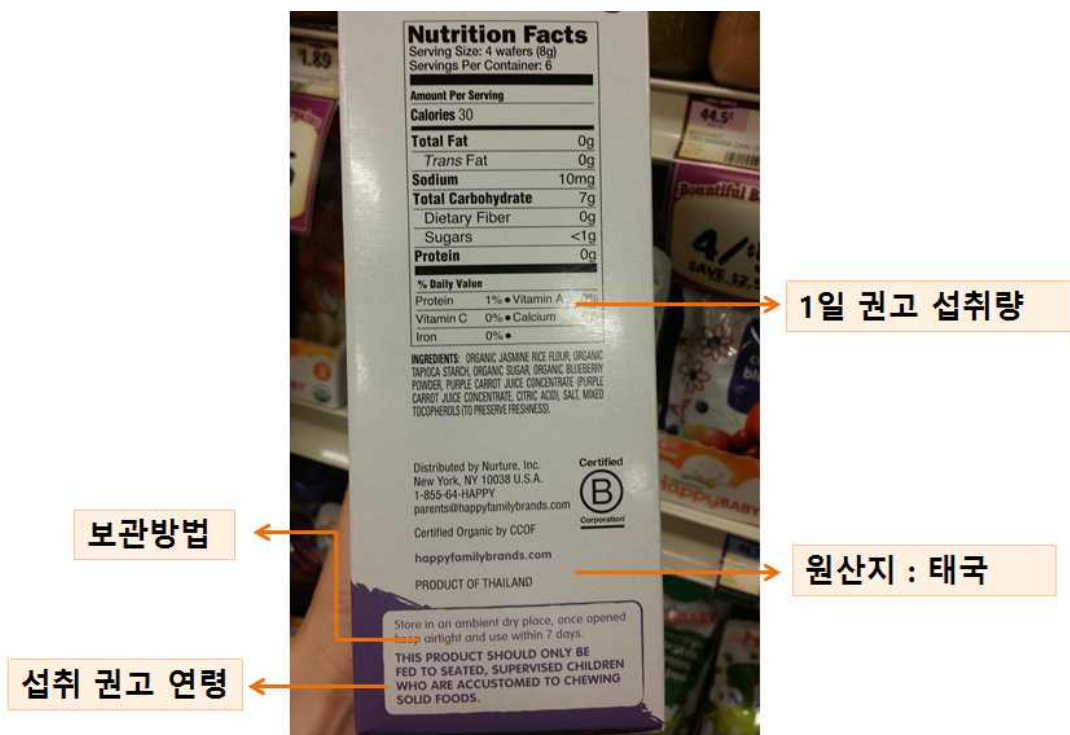 Nutrition Facts
Serving Size: 4 wafers (8g)
Servings Per Container: 6
Amount Per Serving
Calories 30
Total Fat 0g
Trans Fat 0g
Sodium 10mg
Total Carbohydrate 7g
Dietary Fiber 0g
Sugars <1g
Protein 0g
% Daily Value
Protein 1% • Vitamin A
Vitamin C 0% • Calcium
Iron 0% •
INGREDIENTS: ORGANIC JASMINE RICE FLOUR, ORGANIC
TAPIOCA STARCH, ORGANIC SUGAR, ORGANIC BLUEBERRY
POWDER, PURPLE CARROT JUICE CONCENTRATE (PURPLE
CARROT JUICE CONCENTRATE, CITRIC ACID), SALT, MIXED
TOCOPHEROLS (TO PRESERVE FRESHNESS).
Distributed by Nurture, Inc.
New York, NY 10038 U.S.A.
1-855-64-HAPPY
parents@happyfamilybrands.com
Certified Organic by CCOF
happyfamilybrands.com
PRODUCT OF THAILAND
Certified
B
Corporation
Store in an ambient dry place, once opened
keep airtight and use within 7 days.
THIS PRODUCT SHOULD ONLY BE
FED TO SEATED, SUPERVISED CHILDREN
WHO ARE ACCUSTOMED TO CHEWING
SOLID FOODS.
1일 권고 섭취량
보관방법
원산지 : 태국
섭취 권고 연령
1.89
44.5¢
Bountiful
4/
SAVE
happyBABY